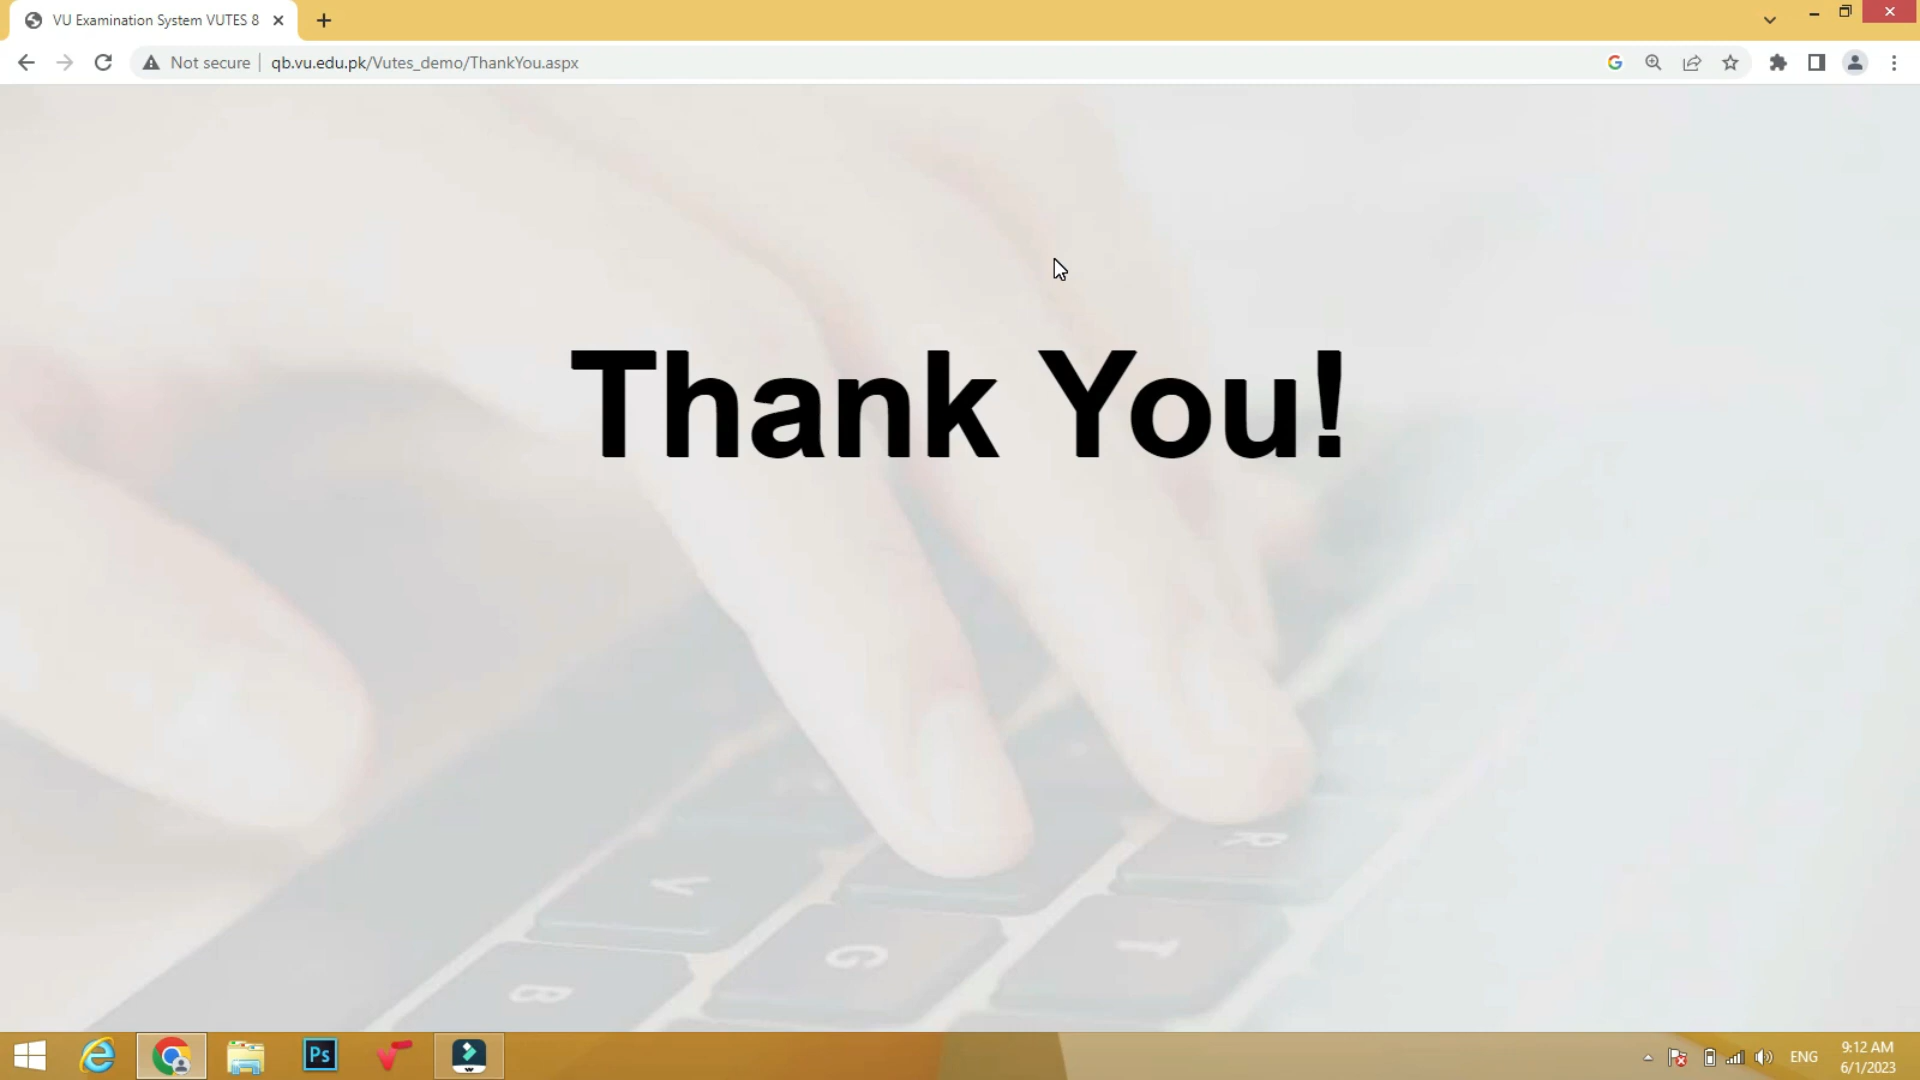 VU Examination System VUTES 8
Not secure
qb.vu.edu.pk/Vutes_demo/ThankYou.aspx
Thank You!
R
V
T
G
B
Ps
ENG
9:12 AM
6/1/2023